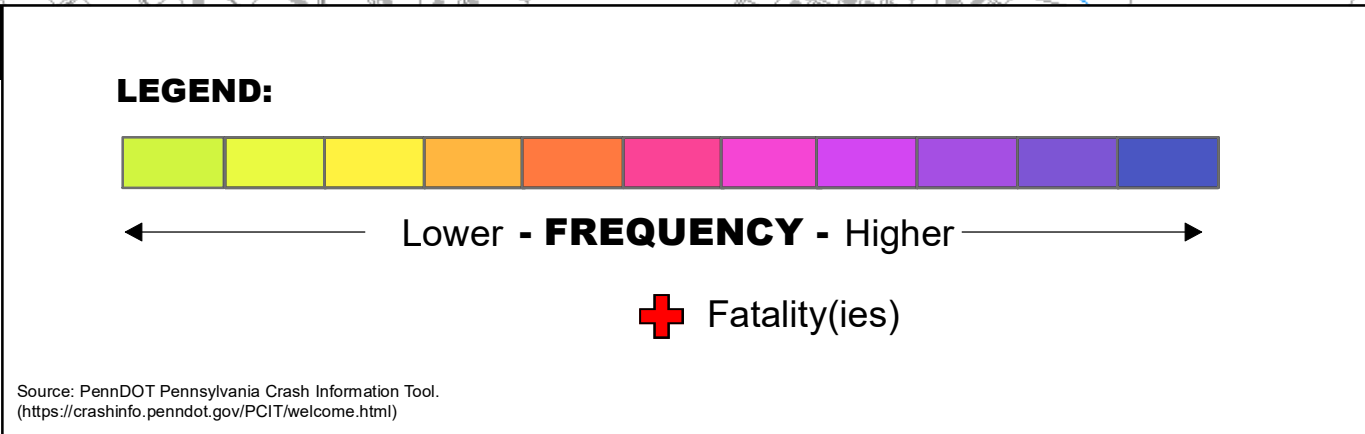 LEGEND:
Lower - FREQUENCY - Higher
Fatality(ies)
Source: PennDOT Pennsylvania Crash Information Tool.
(https://crashinfo.penndot.gov/PCIT/welcome.html)